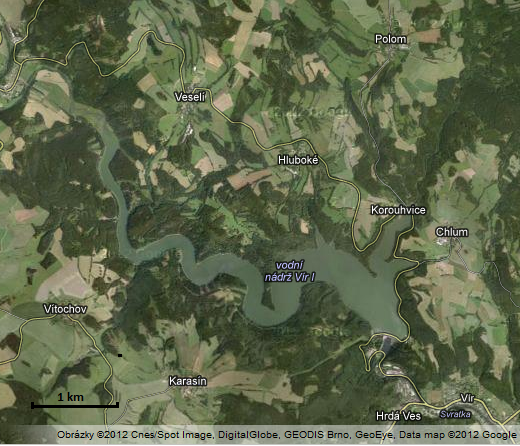 Polom
Veselí
Hluboké
Korouhvice
Chlum
vodní
nádrž Vír I
Vítochov
Karasín
1 km
Vír
Hrdá Ves
Svratka
Obrázky ©2012 Cnes/Spot Image, DigitalGlobe, GEODIS Brno, GeoEye, Data map ©2012 Google